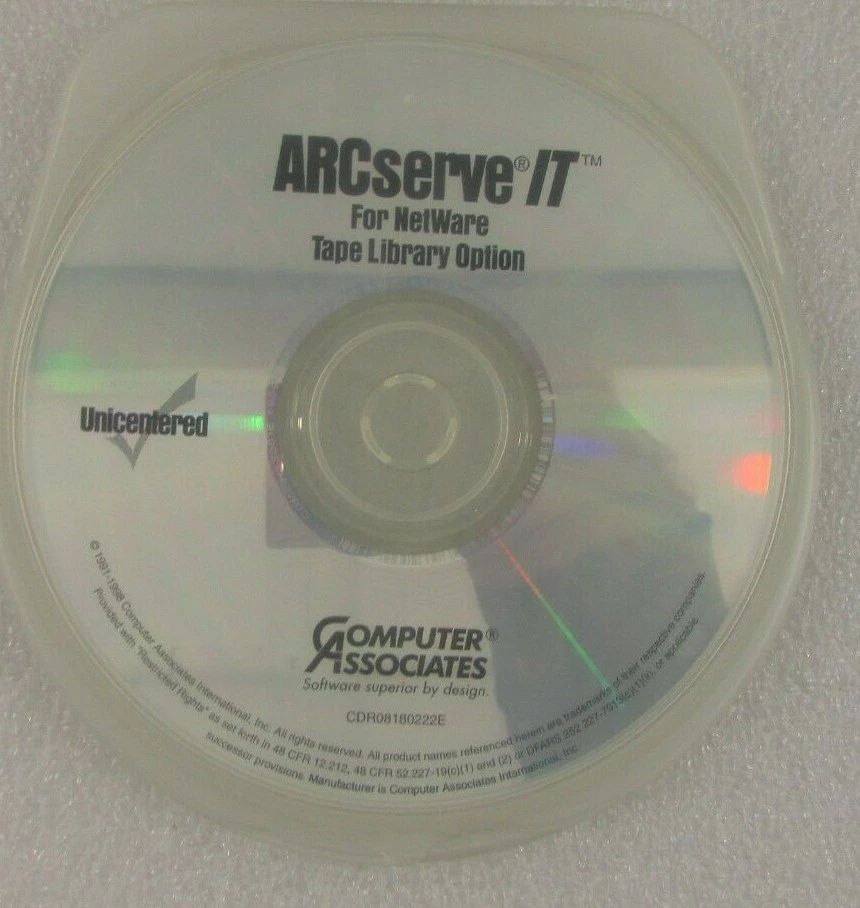 ARCserve® IT™
For NetWare
Tape Library Option
Unicentered
COMPUTER®
ASSOCIATES
Software superior by design.
CDR08180222E
© 1991-1998 Computer Associates International, Inc. All rights reserved. All product names referenced herein are trademarks of their respective companies.
Provided with "Restricted Rights" as set forth in 48 CFR 12.212, 48 CFR 52.227-19(c)(1) and (2) or DFARS 252.227-7013(c)(1)(ii), or applicable
successor provisions. Manufacturer is Computer Associates International, Inc.